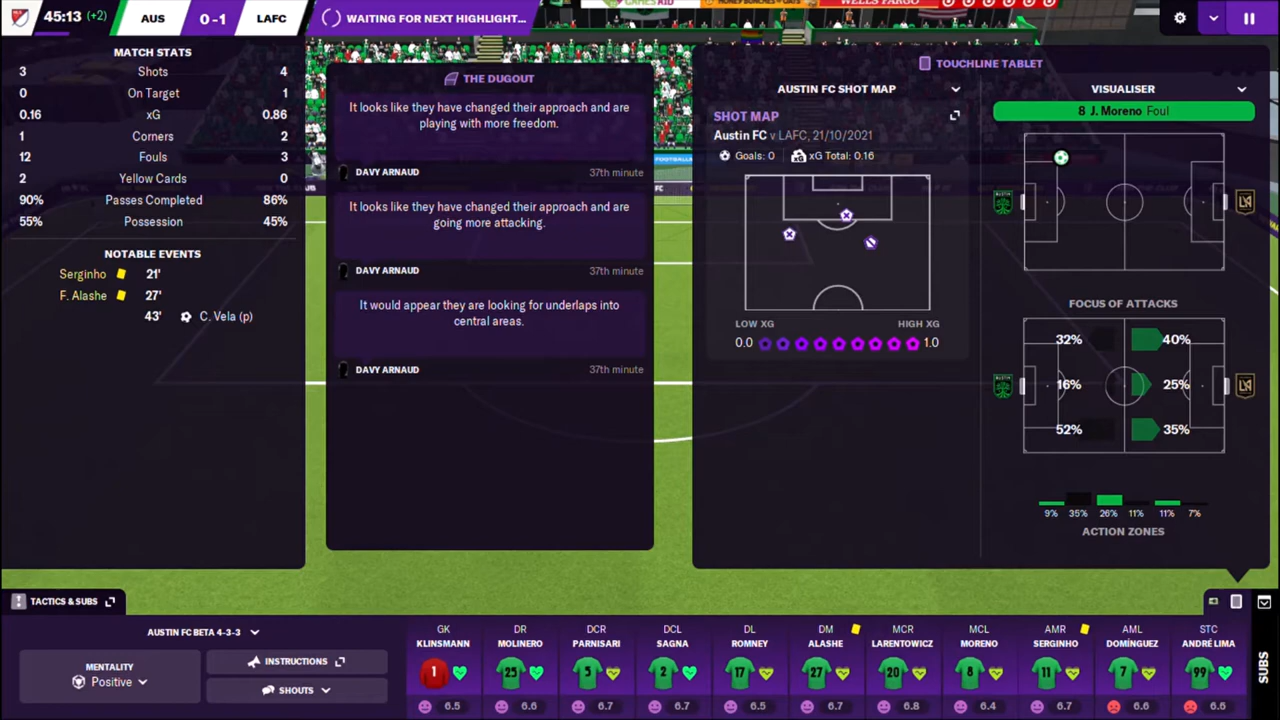 45:13 (+2) AUS 0-1 LAFC WAITING FOR NEXT HIGHLIGHT...
GAMESAID HONEY BUNCHES OF OATS WELLS FARGO
MATCH STATS
3 Shots 4
0 On Target 1
0.16 xG 0.86
1 Corners 2
12 Fouls 3
2 Yellow Cards 0
90% Passes Completed 86%
55% Possession 45%
NOTABLE EVENTS
Serginho 21'
F. Alashe 27'
43' C. Vela (p)
THE DUGOUT
It looks like they have changed their approach and are
playing with more freedom.
DAVY ARNAUD 37th minute
It looks like they have changed their approach and are
going more attacking.
DAVY ARNAUD 37th minute
It would appear they are looking for underlaps into
central areas.
DAVY ARNAUD 37th minute
TOUCHLINE TABLET
AUSTIN FC SHOT MAP
SHOT MAP
Austin FC v LAFC, 21/10/2021
Goals: 0 xG Total: 0.16
LOW XG HIGH XG
0.0 1.0
VISUALISER
8 J. Moreno Foul
FOCUS OF ATTACKS
32% 40%
16% 25%
52% 35%
9% 35% 26% 11% 11% 7%
ACTION ZONES
TACTICS & SUBS
AUSTIN FC BETA 4-3-3
MENTALITY
Positive
INSTRUCTIONS
SHOUTS
GK DR DCR DCL DL DM MCR MCL AMR AML STC
KLINSMANN MOLINERO PARNISARI SAGNA ROMNEY ALASHE LARENTOWICZ MORENO SERGINHO DOMÍNGUEZ ANDRÉ LIMA
1 25 5 2 17 27 20 8 11 7 99
6.5 6.6 6.7 6.7 6.5 6.7 6.8 6.4 6.7 6.6 6.6
SUBS